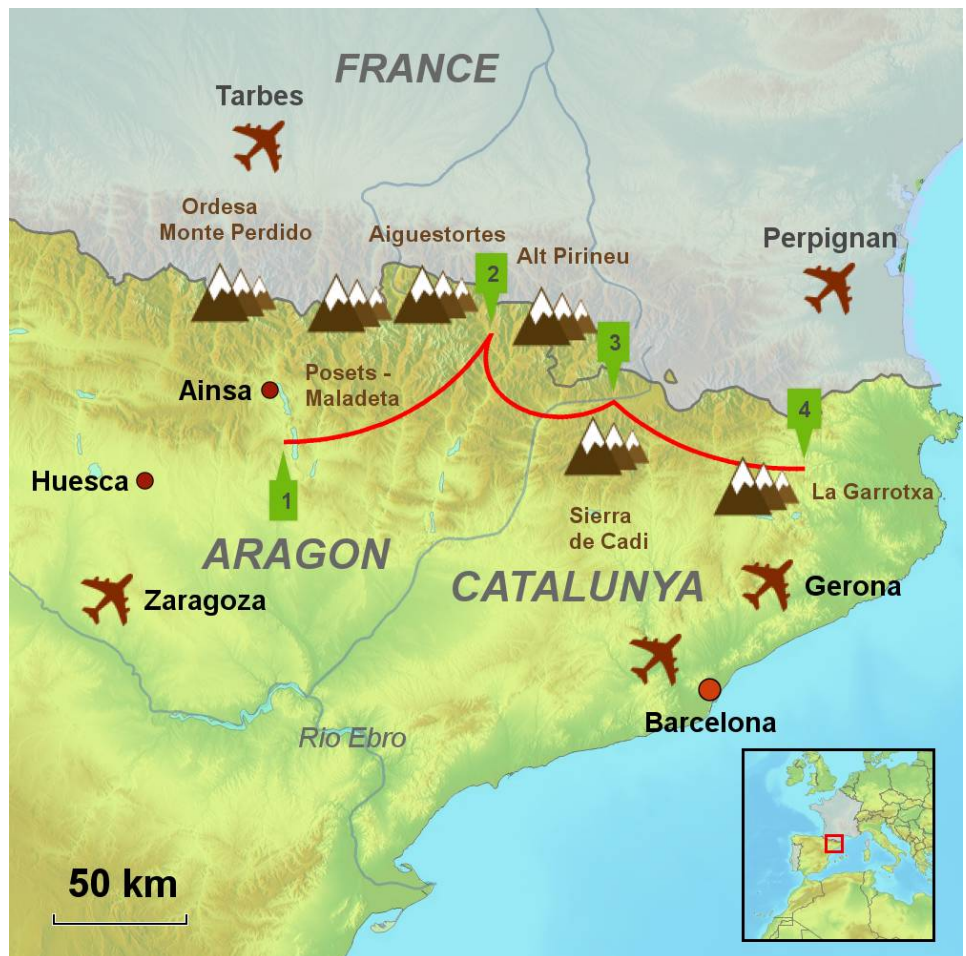 FRANCE
Tarbes
Ordesa
Monte Perdido
Aiguestortes
Alt Pirineu
Perpignan
2
3
Posets -
Maladeta
Ainsa
4
Huesca
1
La Garrotxa
Sierra
de Cadi
ARAGON
CATALUNYA
Zaragoza
Gerona
Barcelona
Rio Ebro
50 km